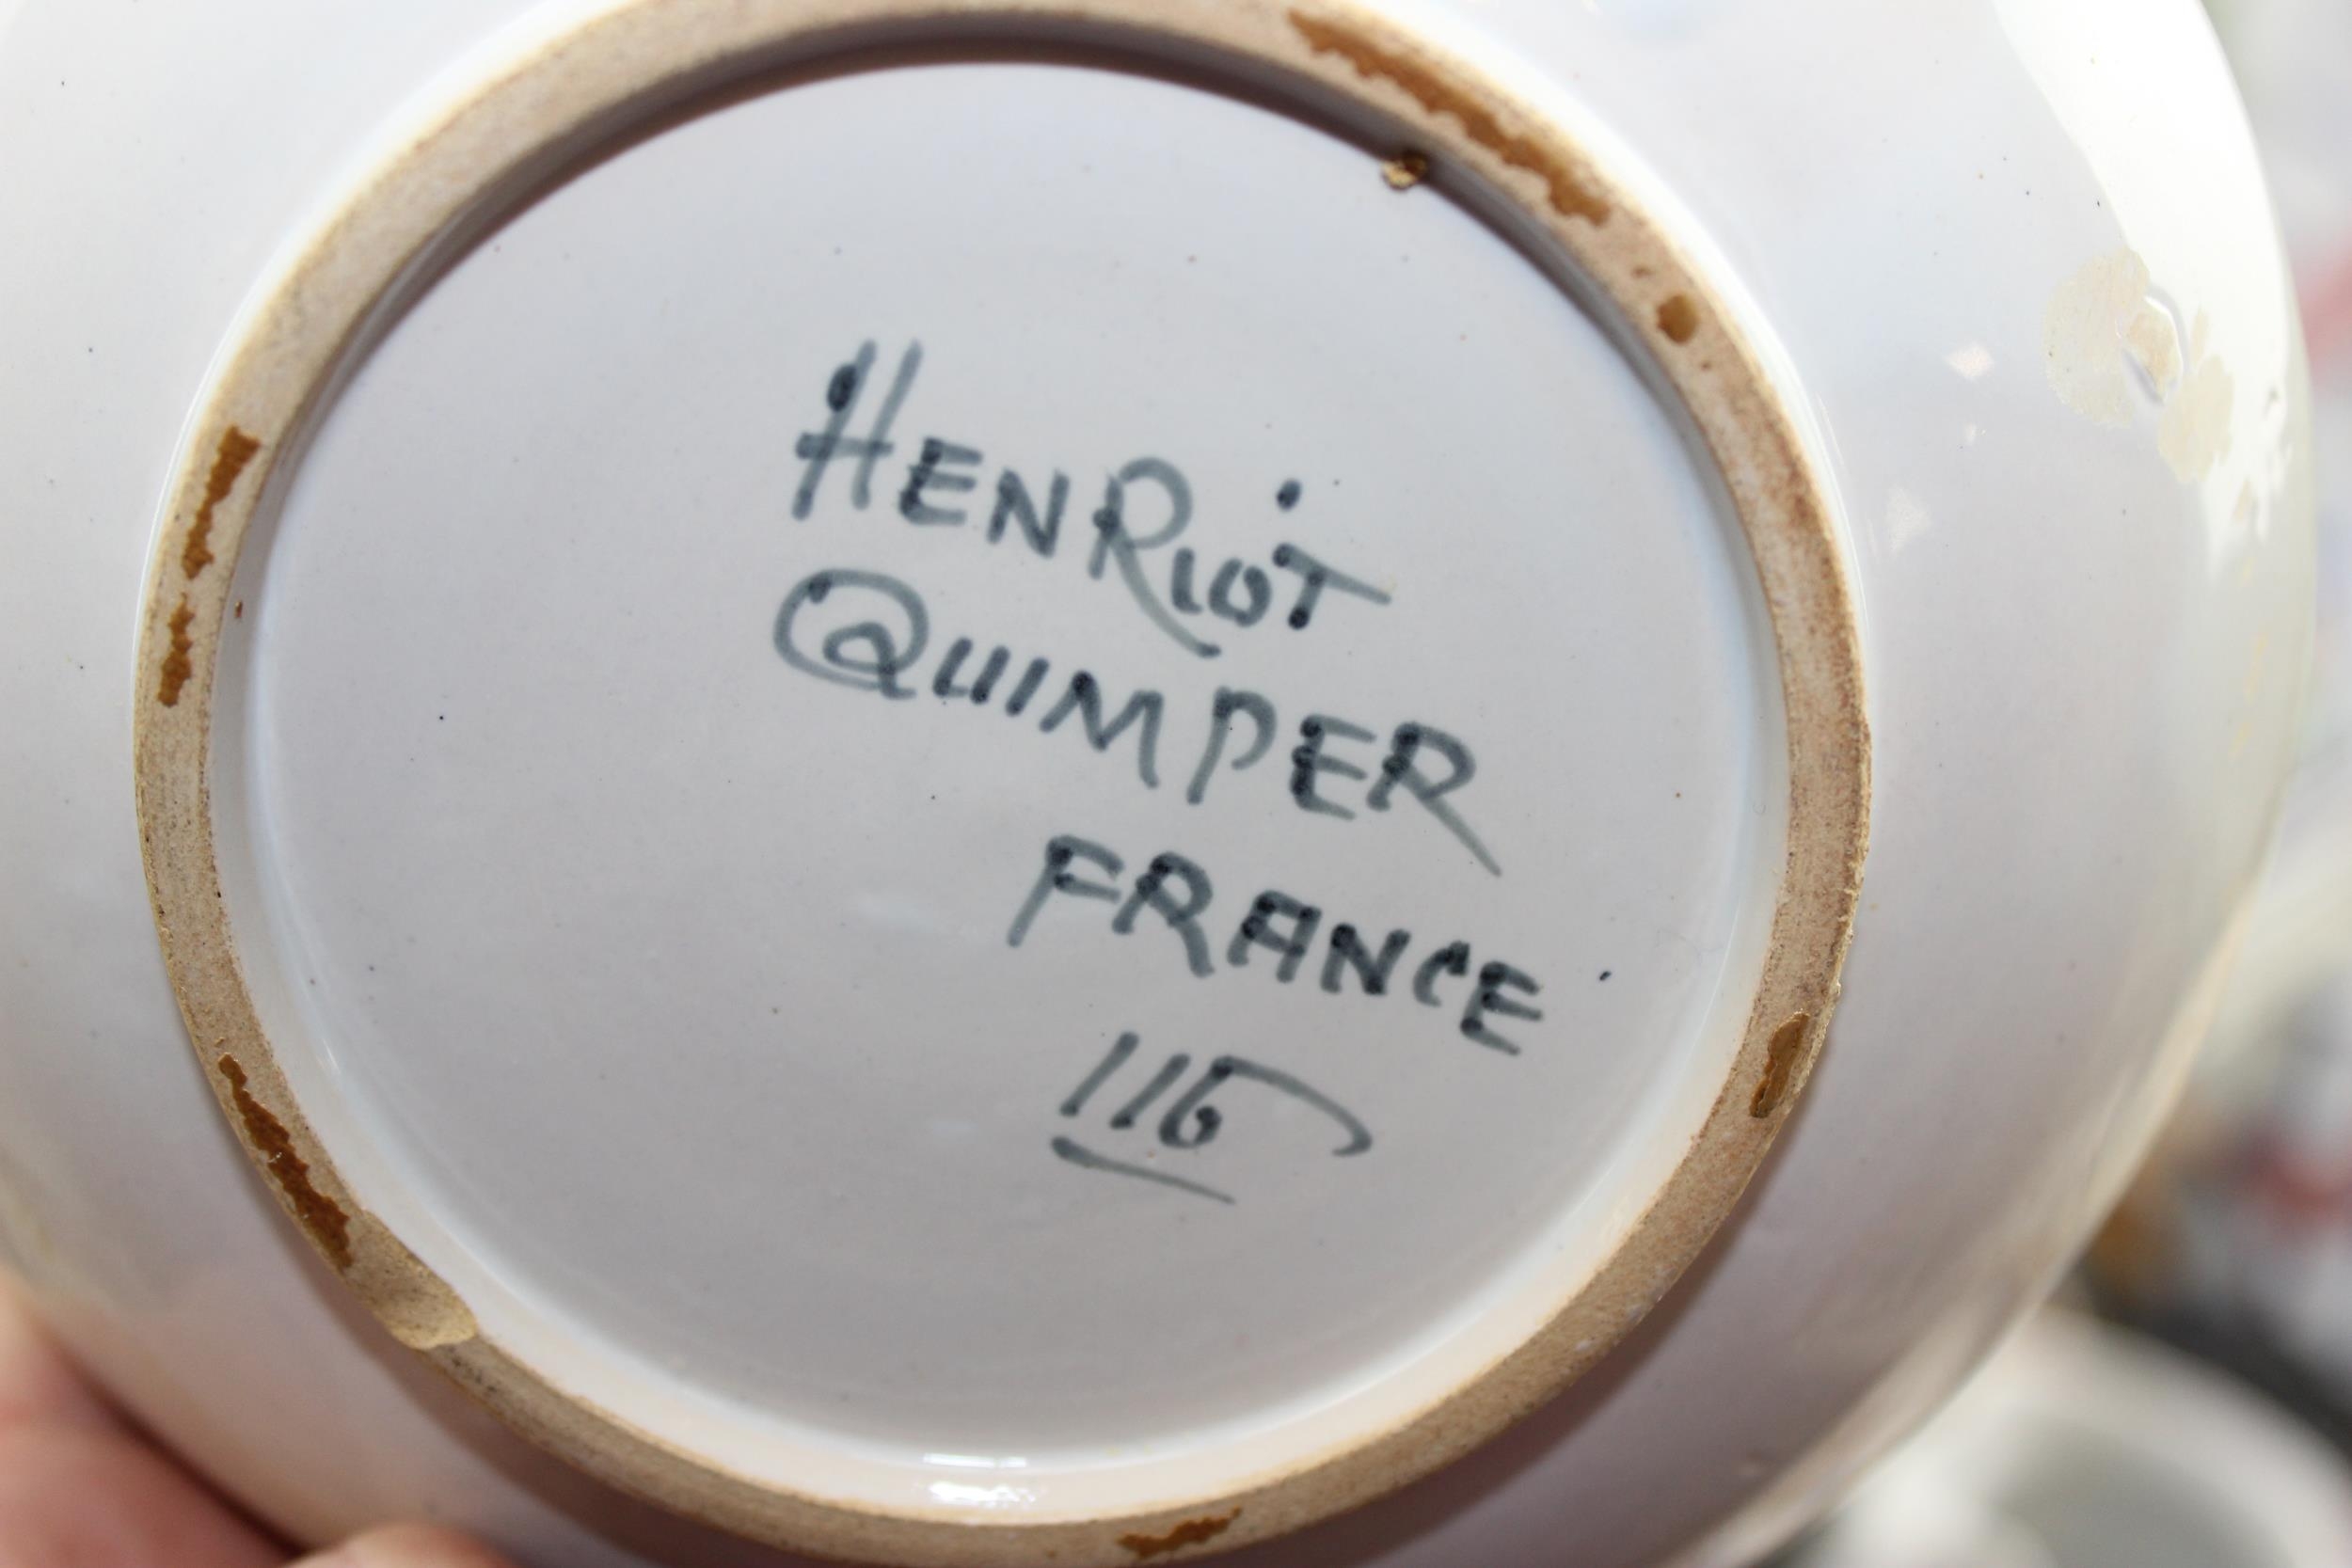 HENRIOT
QUIMPER
FRANCE
116